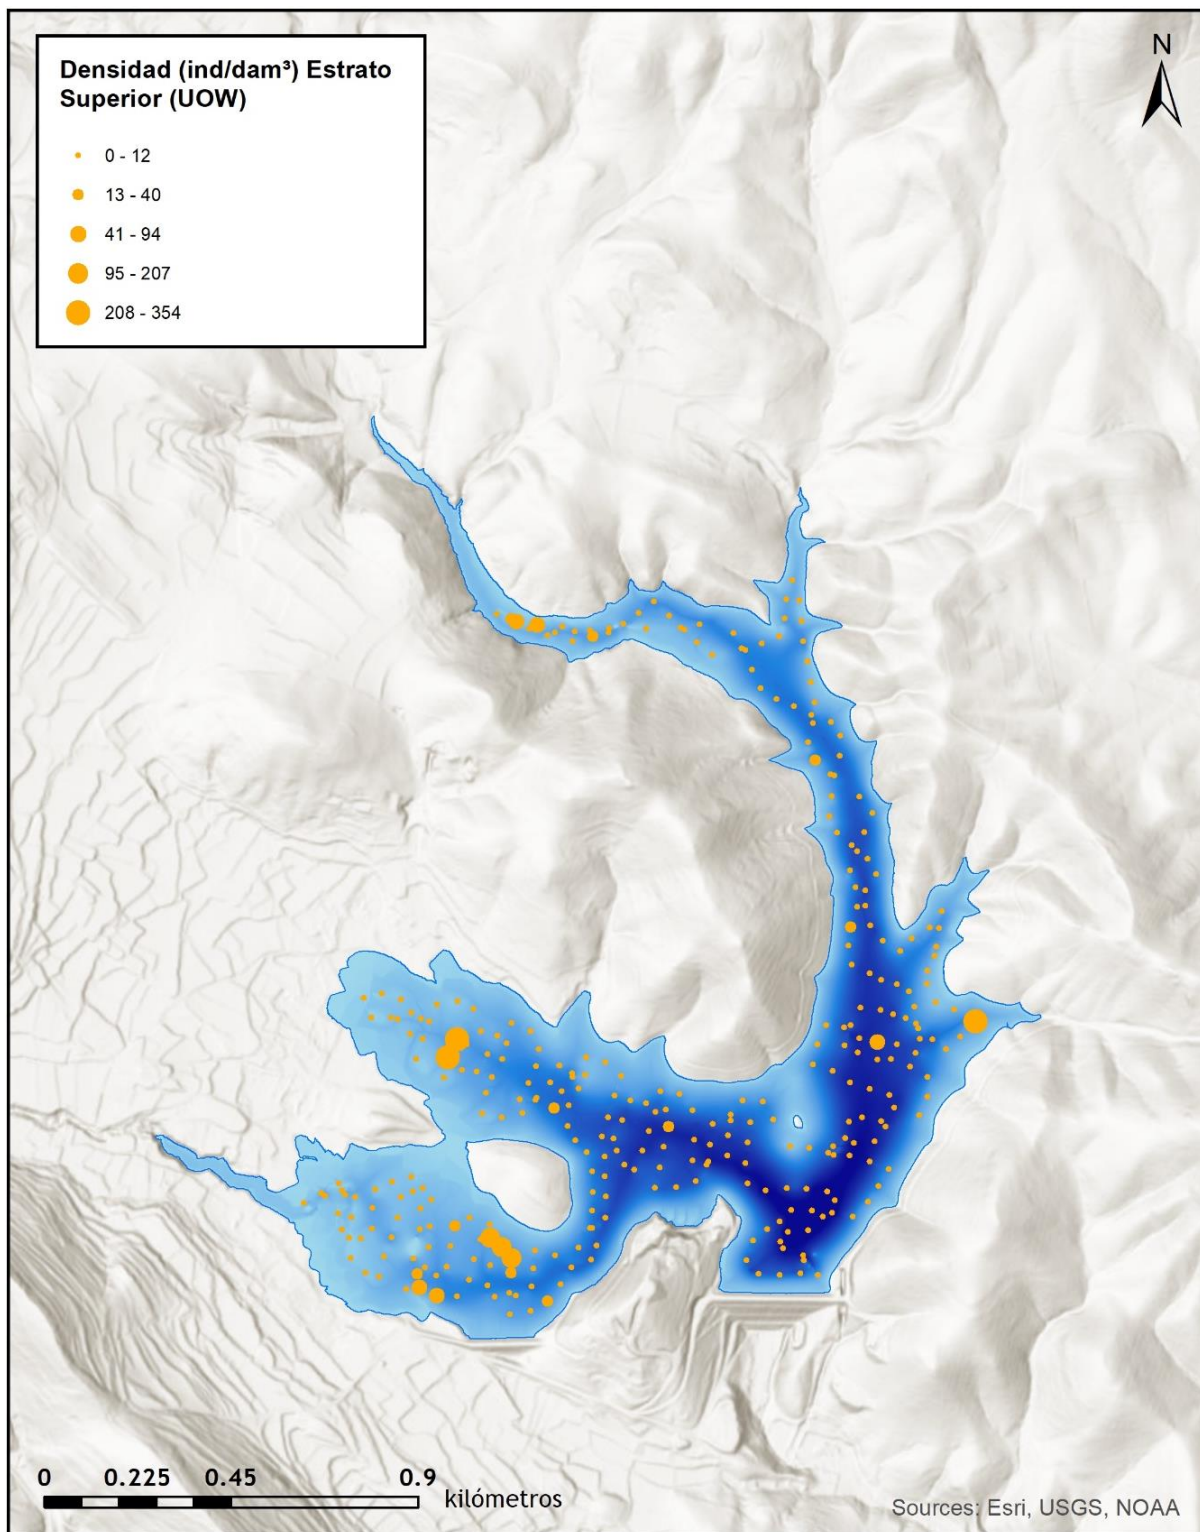 Densidad (ind/dam³) Estrato
Superior (UOW)
0 - 12
13 - 40
41 - 94
95 - 207
208 - 354
N
0 0.225 0.45 0.9
kilómetros
Sources: Esri, USGS, NOAA